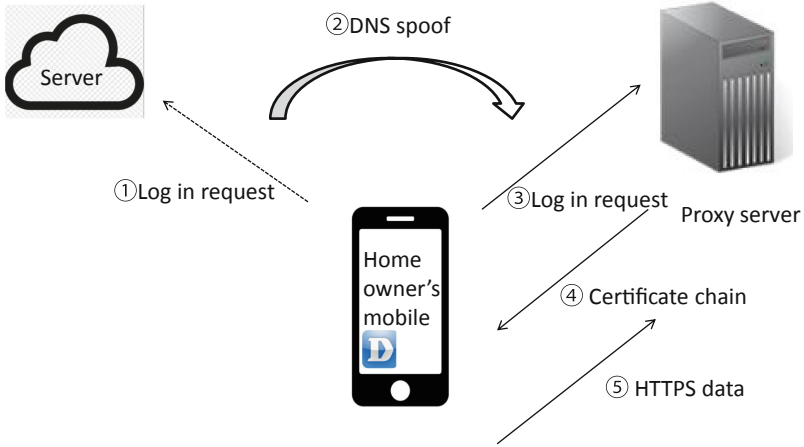 ②DNS spoof
Server
①Log in request
③Log in request
Proxy server
Home
owner's
mobile
D
④ Certificate chain
⑤ HTTPS data